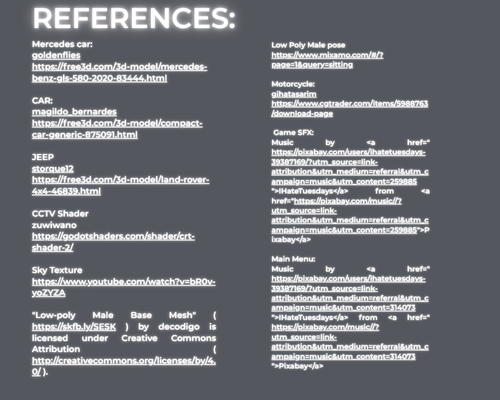 REFERENCES:
Mercedes car:
goldenflies
https://free3d.com/3d-model/mercedes-
benz-gls-580-2020-83444.html
CAR:
magildo_bernardes
https://free3d.com/3d-model/compact-
car-generic-875091.html
JEEP
storque12
https://free3d.com/3d-model/land-rover-
4x4-46839.html
CCTV Shader
zuwiwano
https://godotshaders.com/shader/crt-
shader-2/
Sky Texture
https://www.youtube.com/watch?v=bR0v-
yoZYZA
"Low-poly Male Base Mesh" (
https://skfb.ly/SESK ) by decodigo is
licensed under Creative Commons
Attribution (
http://creativecommons.org/licenses/by/4.
0/ ).
Low Poly Male pose
https://www.mixamo.com/#/?
page=1&query=sitting
Motorcycle:
gihatasarim
https://www.cgtrader.com/items/5988763
/download-page
Game SFX:
Music by <a href="
https://pixabay.com/users/ihatetuesdays-
39387169/?utm_source=link-
attribution&utm_medium=referral&utm_c
ampaign=music&utm_content=259885
">IHateTuesdays</a> from <a
href="https://pixabay.com/music//?
utm_source=link-
attribution&utm_medium=referral&utm_c
ampaign=music&utm_content=259885">P
ixabay</a>
Main Menu:
Music by <a href="
https://pixabay.com/users/ihatetuesdays-
39387169/?utm_source=link-
attribution&utm_medium=referral&utm_c
ampaign=music&utm_content=314073
">IHateTuesdays</a> from <a href="
https://pixabay.com/music//?
utm_source=link-
attribution&utm_medium=referral&utm_c
ampaign=music&utm_content=314073
">Pixabay</a>